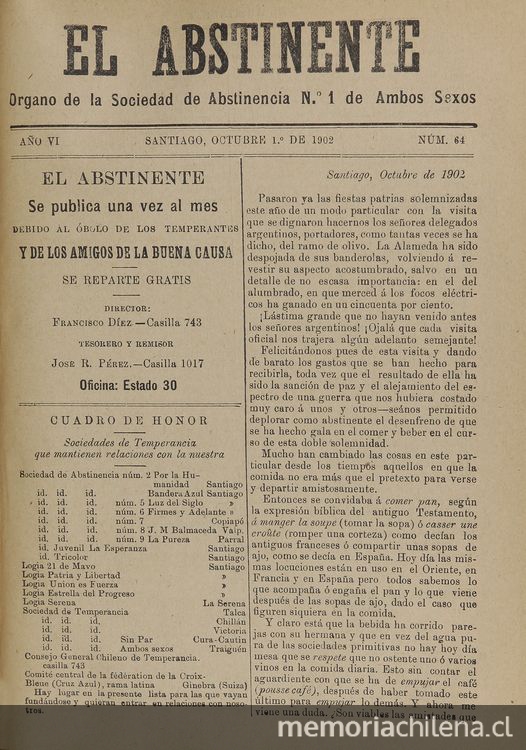 EL ABSTINENTE
Organo de la Sociedad de Abstinencia N.º 1 de Ambos Sexos
AÑO VI SANTIAGO, OCTUBRE 1.º DE 1902 NÚM. 64
EL ABSTINENTE
Se publica una vez al mes
DEBIDO AL ÓBOLO DE LOS TEMPERANTES
Y DE LOS AMIGOS DE LA BUENA CAUSA
SE REPARTE GRATIS
DIRECTOR:
FRANCISCO DÍEZ.—CASILLA 743
TESORERO Y REMISOR
JOSE R. PÉREZ.—CASILLA 1017
Oficina: Estado 30
CUADRO DE HONOR
Sociedades de Temperancia
que mantienen relaciones con la nuestra
Sociedad de Abstinencia núm. 2 Por la Hu-
manidad Santiago
id. id. id. Bandera Azul Santiago
id. id. id. núm. 5 Luz del Siglo »
id. id. id. núm. 6 Firmes y Adelante »
id. id. id. núm. 7 Copiapó
id. id. id. núm. 8 J. M Balmaceda Valp.
id. id. id. núm. 9 La Pureza Parral
id. Juvenil La Esperanza Santiago
id. Tricolor Santiago
Logia 21 de Mayo Santiago
Logia Patria y Libertad »
Logia Union es Fuerza »
Logia Estrella del Progreso »
Logia Serena La Serena
Sociedad de Temperancia Talca
id. id. id. Chillán
id. id. id. Victoria
id. id. id. Sin Par Cura-Cautin
id. id. id. Ambos sexos Traiguén
Consejo General Chileno de Temperancia.
casilla 743
Comité central de la féderation de la Croix-
Bleue (Cruz Azul), rama latina Ginebra (Suiza)
Hay lugar en la presente lista para las que vayan
fundándose y quieran entrar en relaciones con noso-
tros.
Santiago, Octubre de 1902
Pasaron ya las fiestas patrias solemnizadas
este año de un modo particular con la visita
que se dignaron hacernos los señores delegados
argentinos, portadores, como tantas veces se ha
dicho, del ramo de olivo. La Alameda ha sido
despojada de sus banderolas, volviendo á re-
vestir su aspecto acostumbrado, salvo en un
detalle de no escasa importancia: en el del
alumbrado, en que merced á los focos eléctri-
cos ha ganado en un cincuenta por ciento.
¡Lástima grande que no hayan venido antes
los señores argentinos! ¡Ojalá que cada visita
oficial nos trajera algún adelanto semejante!
Felicitándonos pues de esta visita y dando
de barato los gastos que se han hecho para
recibirla, toda vez que el resultado de ella ha
sido la sanción de paz y el alejamiento del es-
pectro de una guerra que nos hubiera costado
muy caro á unos y otros—seános permitido
deplorar como abstinente el desenfreno de que
se ha hecho gala en el comer y beber en el cur-
so de esta doble solemnidad.
Mucho han cambiado las cosas en este par-
ticular desde los tiempos aquellos en que la
comida no era más que el pretexto para verse
y departir amistosamente.
Entonces se convidaba á comer pan, según
la expresión bíblica del antiguo Testamento,
á manger la soupe (tomar la sopa) ó casser une
croûte (romper una corteza) como decían los
antiguos franceses ó compartir unas sopas de
ajo, como se decía en España. Hoy día las mis-
mas locuciones están en uso en el Oriente, en
Francia y en España pero todos sabemos lo
que acompaña ó engaña el pan y lo que viene
después de las sopas de ajo, dado el caso que
figuren siquiera en la comida.
Y claro está que la bebida ha corrido pare-
jas con su hermana y que en vez del agua pu-
ra de las sociedades primitivas no hay hoy día
mesa que se respete que no ostente uno ó varios
vinos en la comida diaria. Esto sin contar el
aguardiente con que se ha de empujar el café
(pousse café), después de haber tomado este
último para empujar lo demás. Y ahora me
viene una duda. ¿Son viables las amistades que
memoriachilena.cl